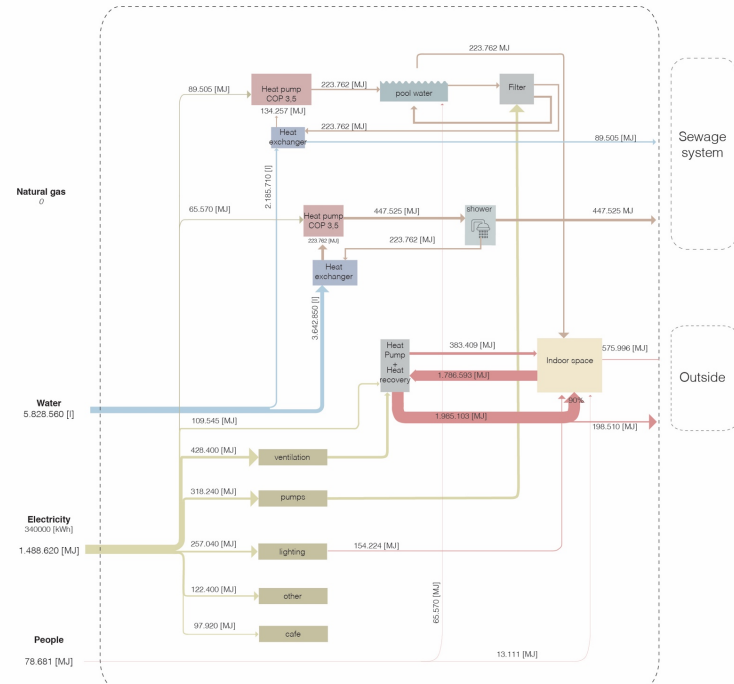 223.762 MJ
89.505 [MJ]
Heat pump
COP 3,5
223.762 [MJ]
pool water
Filter
134.257 [MJ]
223.762 [MJ]
Heat
exchanger
89.505 [MJ]
Sewage
system
2.185.710 [l]
Natural gas
0
65.570 [MJ]
Heat pump
COP 3,5
447.525 [MJ]
shower
447.525 MJ
223.762 [MJ]
223.762 [MJ]
Heat
exchanger
3.642.850 [l]
Heat
Pump
+
Heat
recovery
383.409 [MJ]
575.996 [MJ]
Indoor space
1.786.593 [MJ]
Outside
Water
5.828.560 [l]
90%
1.985.103 [MJ]
198.510 [MJ]
109.545 [MJ]
428.400 [MJ]
ventilation
318.240 [MJ]
pumps
Electricity
340000 [kWh]
1.488.620 [MJ]
257.040 [MJ]
lighting
154.224 [MJ]
122.400 [MJ]
other
65.570 [MJ]
97.920 [MJ]
cafe
People
78.681 [MJ]
13.111 [MJ]